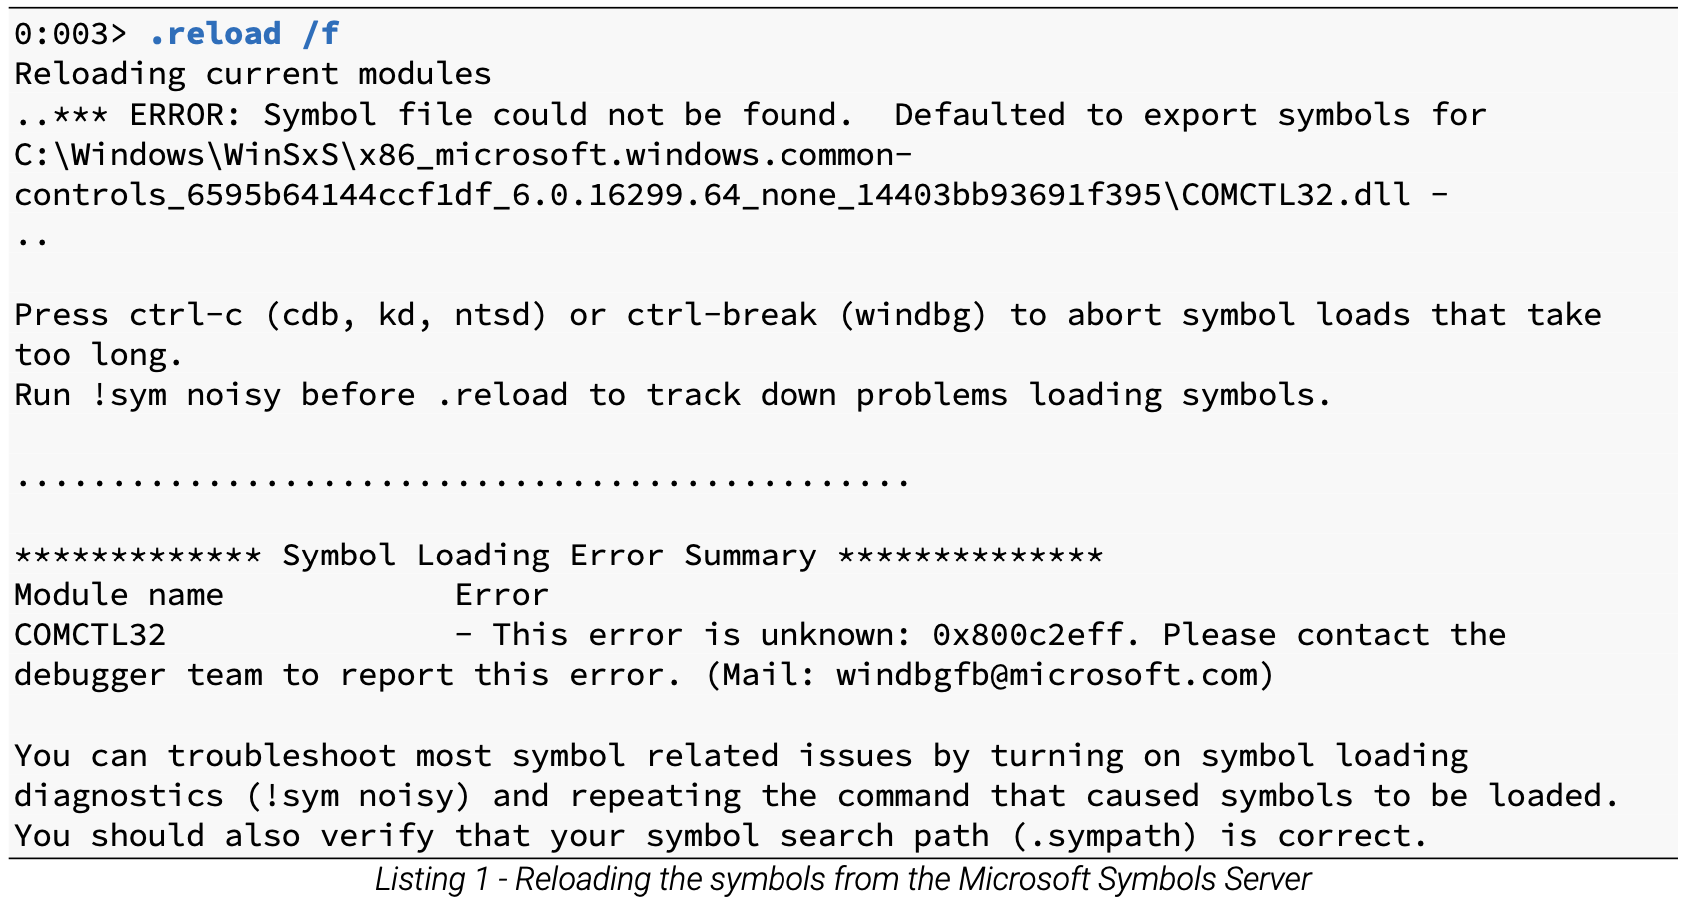 0:003> .reload /f
Reloading current modules
..*** ERROR: Symbol file could not be found.  Defaulted to export symbols for
C:\Windows\WinSxS\x86_microsoft.windows.common-
controls_6595b64144ccf1df_6.0.16299.64_none_14403bb93691f395\COMCTL32.dll -
..
Press ctrl-c (cdb, kd, ntsd) or ctrl-break (windbg) to abort symbol loads that take
too long.
Run !sym noisy before .reload to track down problems loading symbols.
...............................................
************* Symbol Loading Error Summary **************
Module name            Error
COMCTL32               - This error is unknown: 0x800c2eff. Please contact the
debugger team to report this error. (Mail: windbgfb@microsoft.com)
You can troubleshoot most symbol related issues by turning on symbol loading
diagnostics (!sym noisy) and repeating the command that caused symbols to be loaded.
You should also verify that your symbol search path (.sympath) is correct.
Listing 1 - Reloading the symbols from the Microsoft Symbols Server